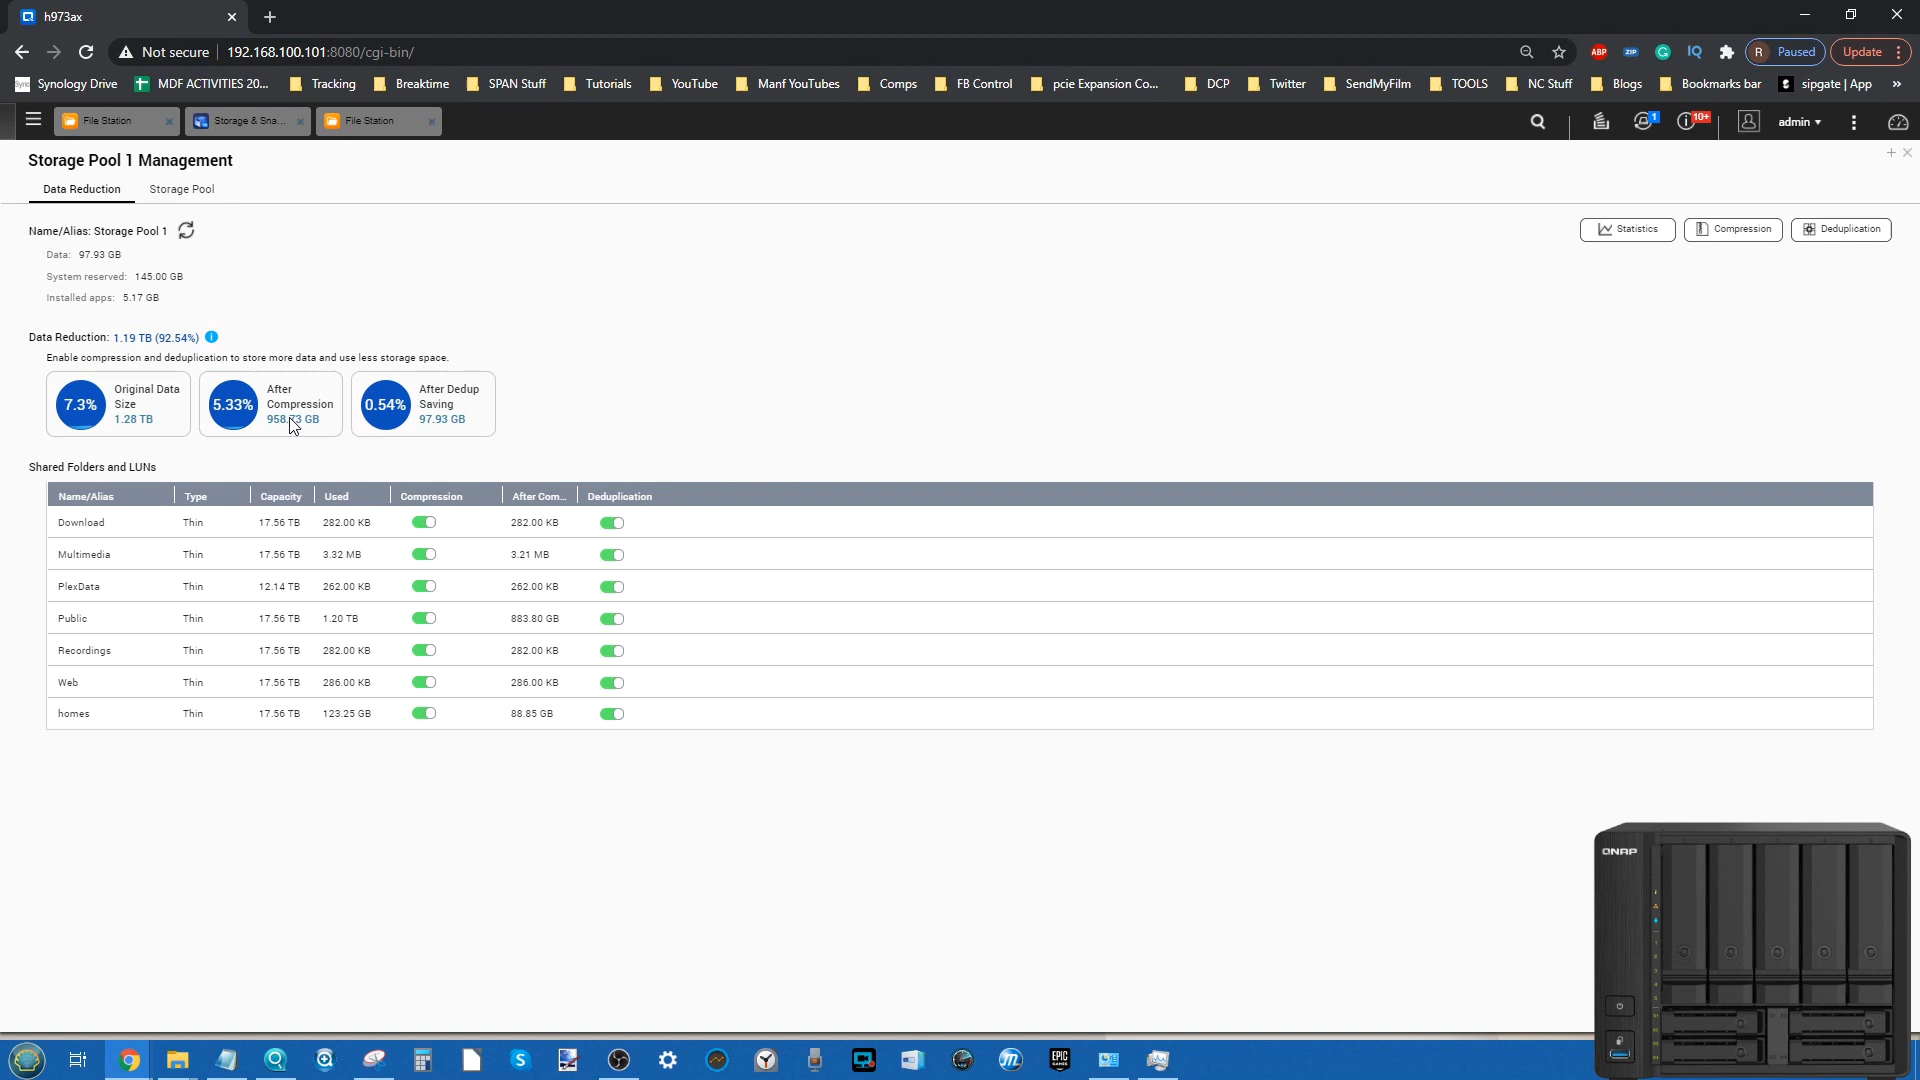 h973ax
Not secure 192.168.100.101:8080/cgi-bin/
ABP ZIP IQ R Paused Update
Synology Drive MDF ACTIVITIES 20... Tracking Breaktime SPAN Stuff Tutorials YouTube Manf YouTubes Comps FB Control pcie Expansion Co... DCP Twitter SendMyFilm TOOLS NC Stuff Blogs Bookmarks bar sipgate | App »
File Station Storage & Sna... File Station 1 10+ admin
Storage Pool 1 Management
Data Reduction Storage Pool
Name/Alias: Storage Pool 1 Statistics Compression Deduplication
Data: 97.93 GB
System reserved: 145.00 GB
Installed apps: 5.17 GB
Data Reduction: 1.19 TB (92.54%)
Enable compression and deduplication to store more data and use less storage space.
7.3% Original Data Size 1.28 TB
5.33% After Compression 958.73 GB
0.54% After Dedup Saving 97.93 GB
Shared Folders and LUNs
Name/Alias Type Capacity Used Compression After Com... Deduplication
Download Thin 17.56 TB 282.00 KB 282.00 KB
Multimedia Thin 17.56 TB 3.32 MB 3.21 MB
PlexData Thin 12.14 TB 262.00 KB 262.00 KB
Public Thin 17.56 TB 1.20 TB 883.80 GB
Recordings Thin 17.56 TB 282.00 KB 282.00 KB
Web Thin 17.56 TB 286.00 KB 286.00 KB
homes Thin 17.56 TB 123.25 GB 88.85 GB
QNAP
EPIC GAMES